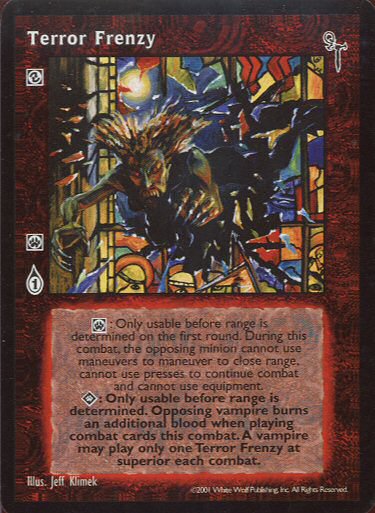 Terror Frenzy
1
: Only usable before range is
determined on the first round. During this
combat, the opposing minion cannot use
maneuvers to maneuver to close range,
cannot use presses to continue combat
and cannot use equipment.
: Only usable before range is
determined. Opposing vampire burns
an additional blood when playing
combat cards this combat. A vampire
may play only one Terror Frenzy at
superior each combat.
Illus. Jeff Klimek
©2001 White Wolf Publishing, Inc. All Rights Reserved.